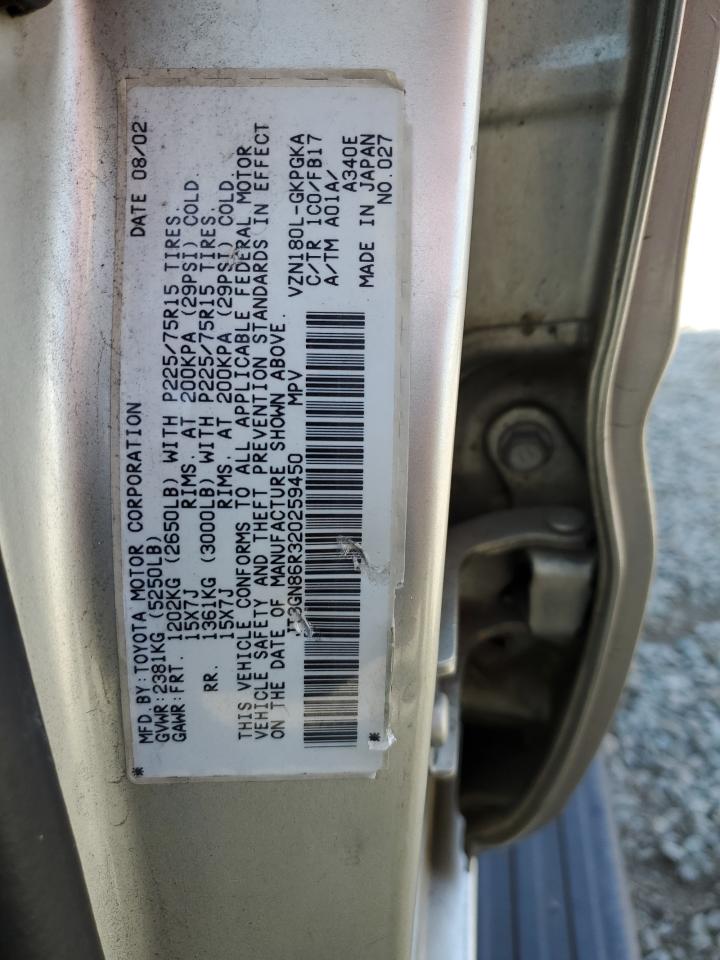 MFD. BY: TOYOTA MOTOR CORPORATION DATE 08/02
GVWR: 2381KG (5250LB)
GAWR: FRT. 1202KG (2650LB) WITH P225/75R15 TIRES.
15X7J RIMS. AT 200KPA (29PSI) COLD.
RR. 1361KG (3000LB) WITH P225/75R15 TIRES.
15X7J RIMS. AT 200KPA (29PSI) COLD.
THIS VEHICLE CONFORMS TO ALL APPLICABLE FEDERAL MOTOR
VEHICLE SAFETY AND THEFT PREVENTION STANDARDS IN EFFECT
ON THE DATE OF MANUFACTURE SHOWN ABOVE.
JT3GN86R320259450 MPV
VZN180L-GKPGKA
C/TR 1C0/FB17
A/TM A01A/
A340E
MADE IN JAPAN
NO.027
* *